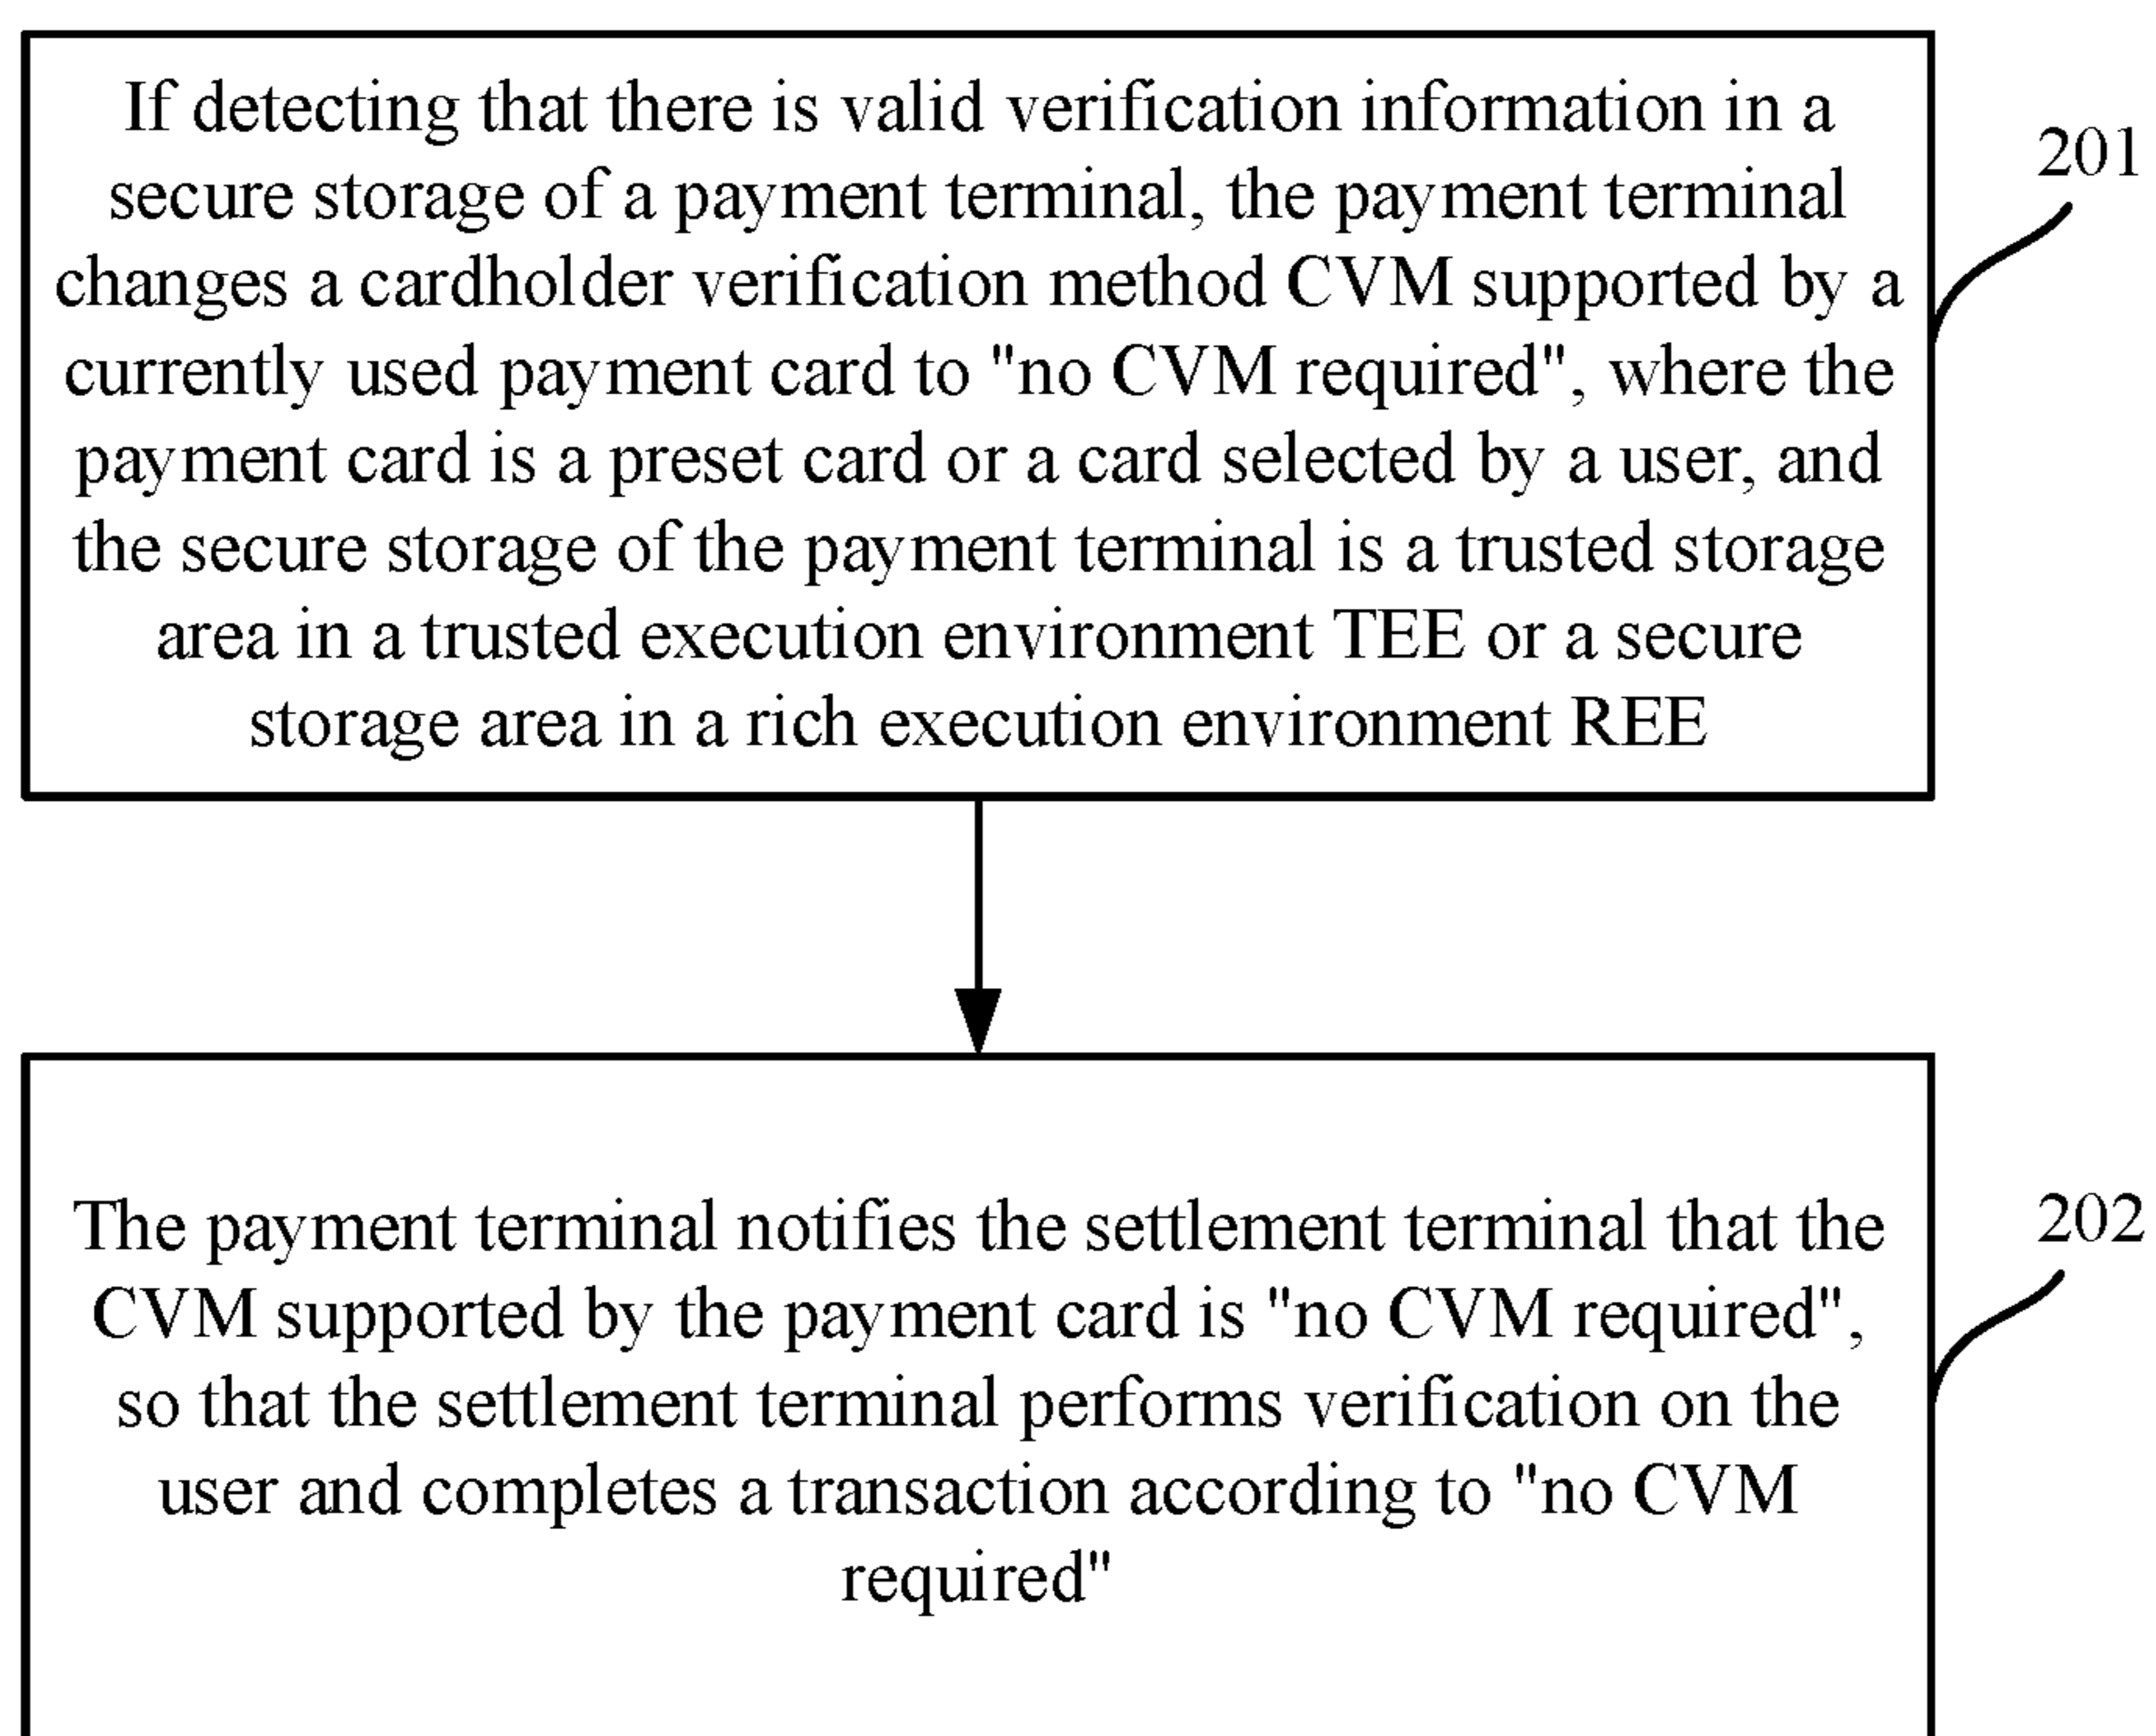 If detecting that there is valid verification information in a
secure storage of a payment terminal, the payment terminal
changes a cardholder verification method CVM supported by a
currently used payment card to "no CVM required", where the
payment card is a preset card or a card selected by a user, and
the secure storage of the payment terminal is a trusted storage
area in a trusted execution environment TEE or a secure
storage area in a rich execution environment REE
201
The payment terminal notifies the settlement terminal that the
CVM supported by the payment card is "no CVM required",
so that the settlement terminal performs verification on the
user and completes a transaction according to "no CVM
required"
202